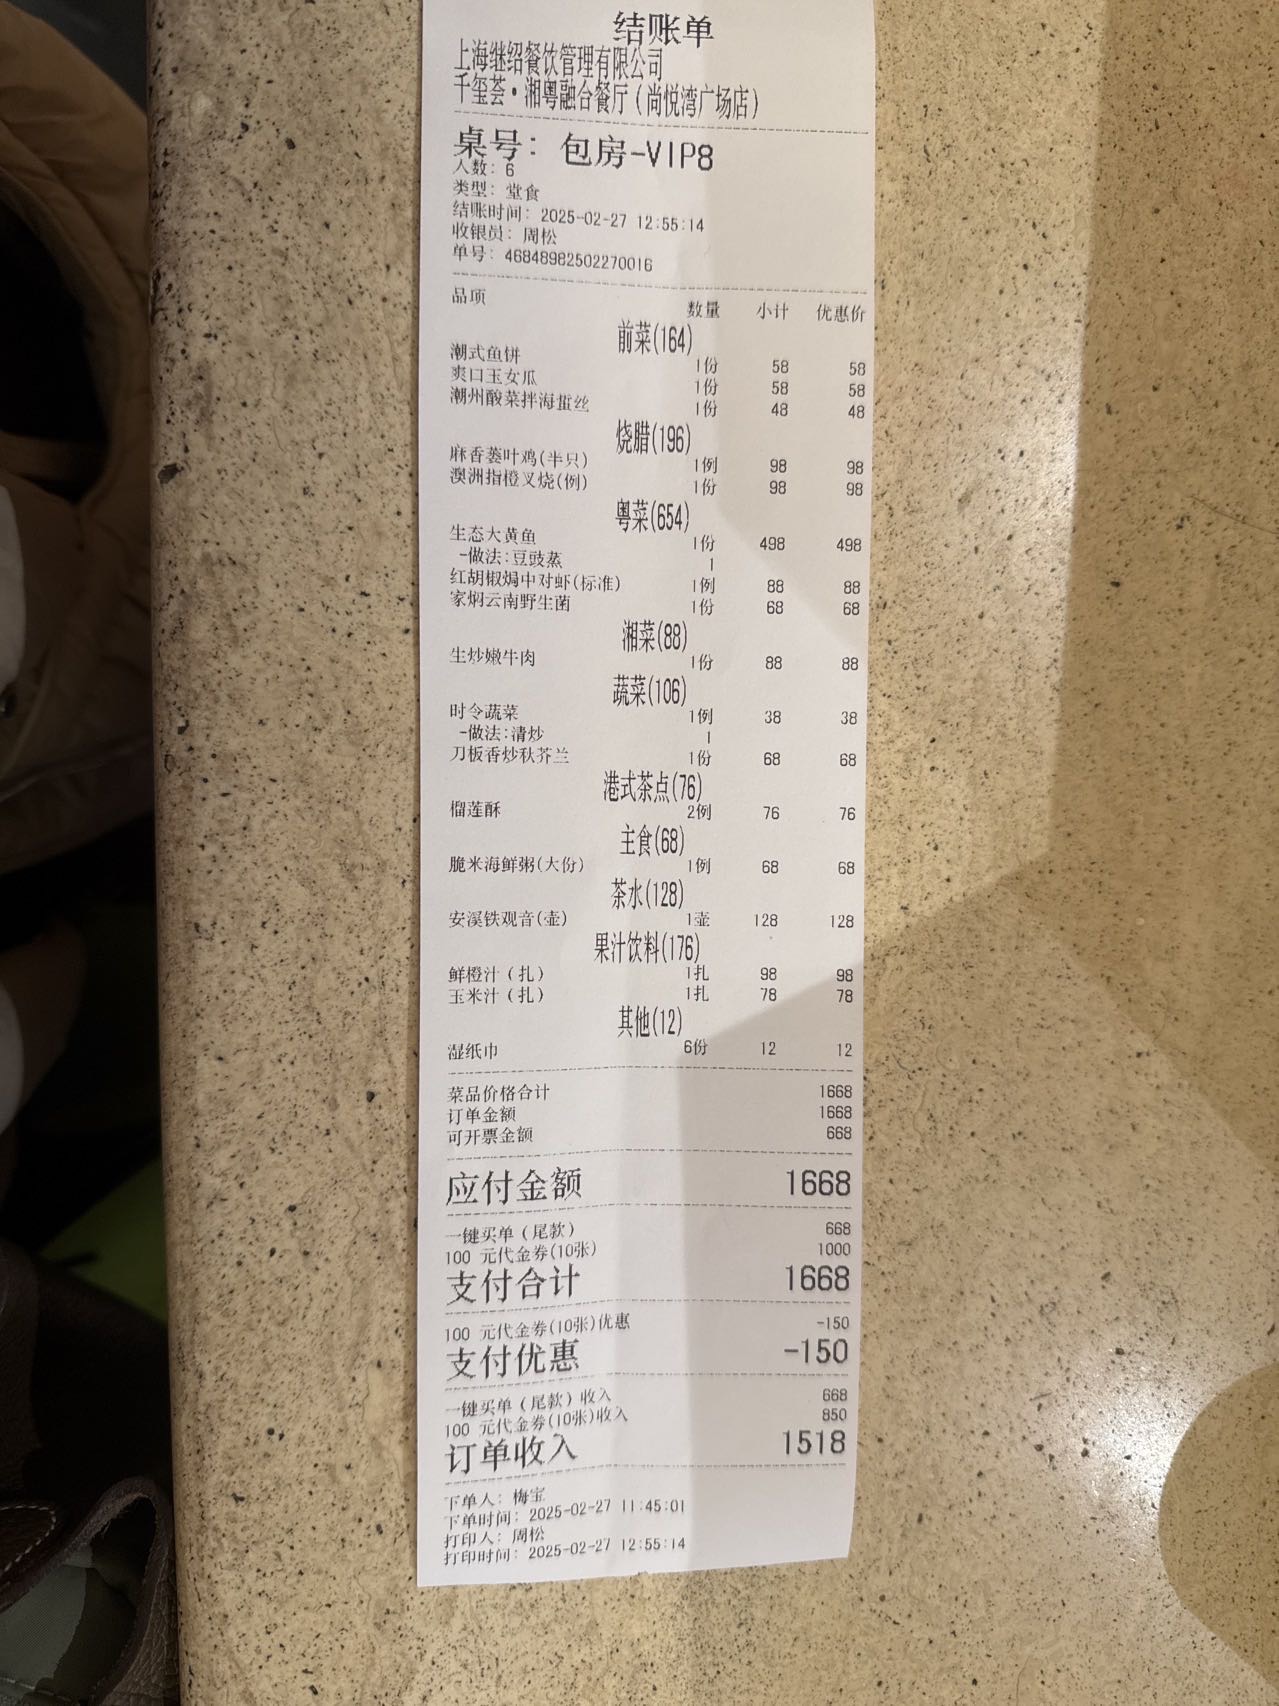 结账单
上海继绍餐饮管理有限公司
千玺荟·湘粤融合餐厅(尚悦湾广场店)
桌号: 包房-VIP8
人数: 6
类型: 堂食
结账时间: 2025-02-27 12:55:14
收银员: 周松
单号: 46848982502270016
品项 数量 小计 优惠价
前菜(164)
潮式鱼饼 1份 58 58
爽口玉女瓜 1份 58 58
潮州酸菜拌海蜇丝 1份 48 48
烧腊(196)
麻香蒌叶鸡(半只) 1例 98 98
澳洲指橙叉烧(例) 1份 98 98
粤菜(654)
生态大黄鱼 1份 498 498
-做法:豆豉蒸 1
红胡椒焗中对虾(标准) 1例 88 88
家焖云南野生菌 1份 68 68
湘菜(88)
生炒嫩牛肉 1份 88 88
蔬菜(106)
时令蔬菜 1例 38 38
-做法:清炒 1
刀板香炒秋芥兰 1份 68 68
港式茶点(76)
榴莲酥 2例 76 76
主食(68)
脆米海鲜粥(大份) 1例 68 68
茶水(128)
安溪铁观音(壶) 1壶 128 128
果汁饮料(176)
鲜橙汁(扎) 1扎 98 98
玉米汁(扎) 1扎 78 78
其他(12)
湿纸巾 6份 12 12
菜品价格合计 1668
订单金额 1668
可开票金额 668
应付金额 1668
一键买单(尾款) 668
100 元代金券(10张) 1000
支付合计 1668
100 元代金券(10张)优惠 -150
支付优惠 -150
一键买单(尾款)收入 668
100 元代金券(10张)收入 850
订单收入 1518
下单人: 梅宝
下单时间: 2025-02-27 11:45:01
打印人: 周松
打印时间: 2025-02-27 12:55:14